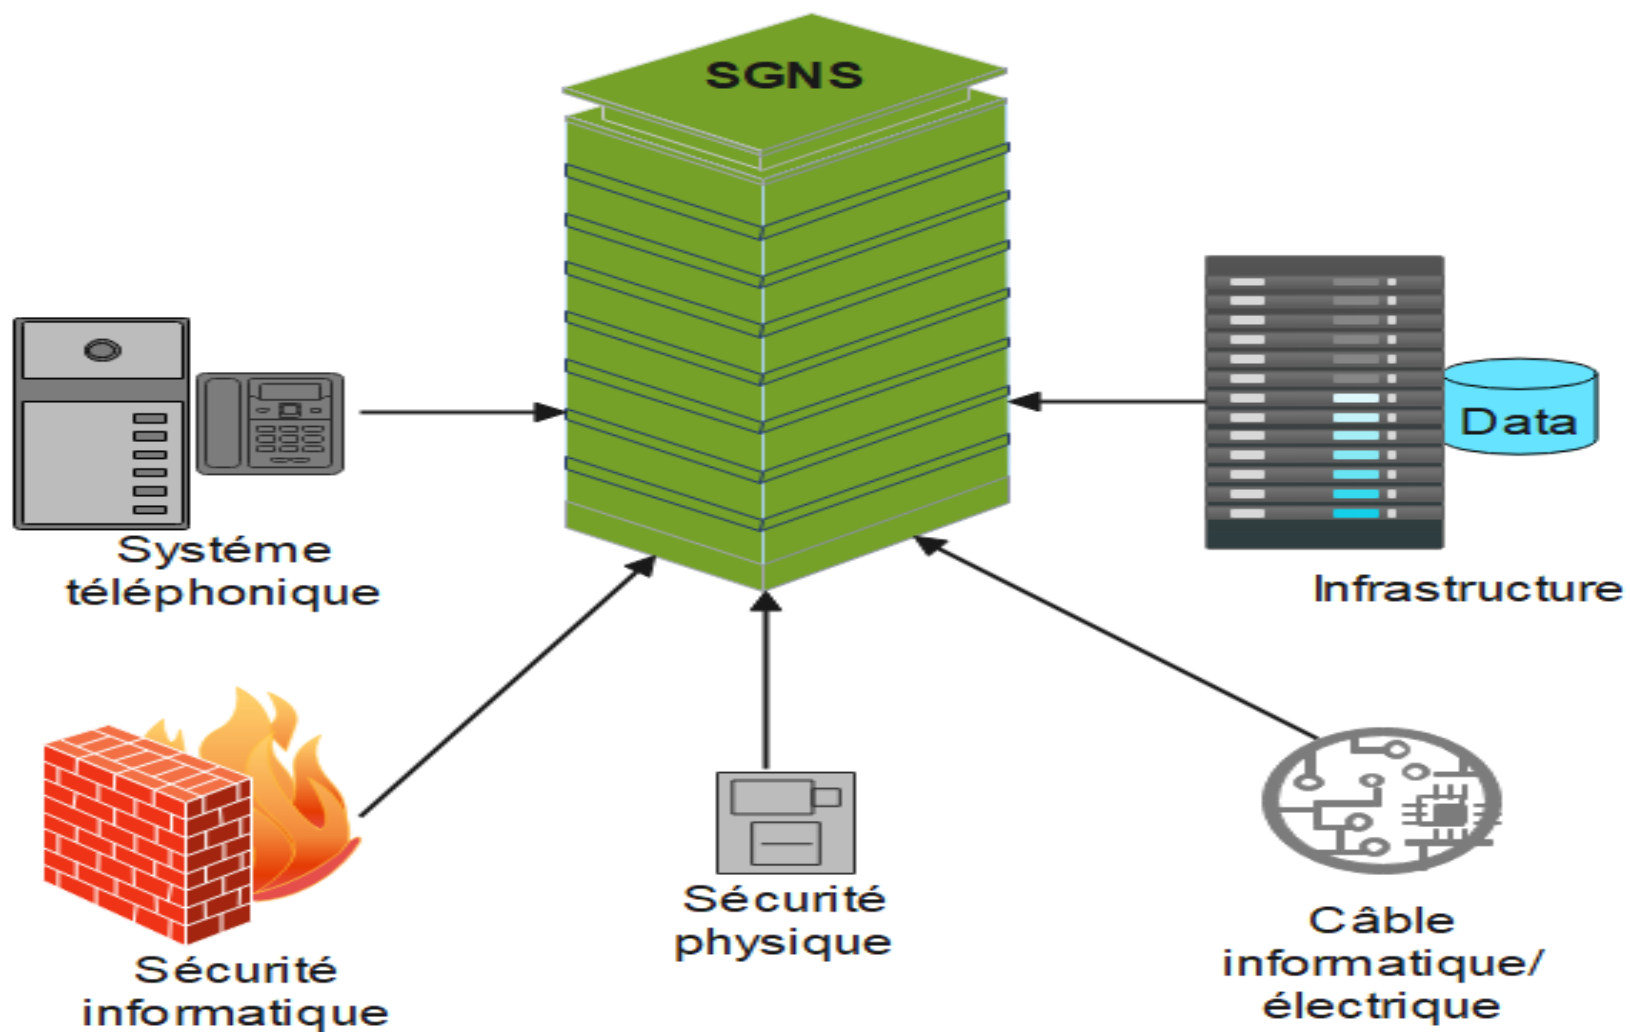 SGNS
Data
Systéme
téléphonique
Infrastructure
Sécurité
physique
Câble
informatique/
électrique
Sécurité
informatique